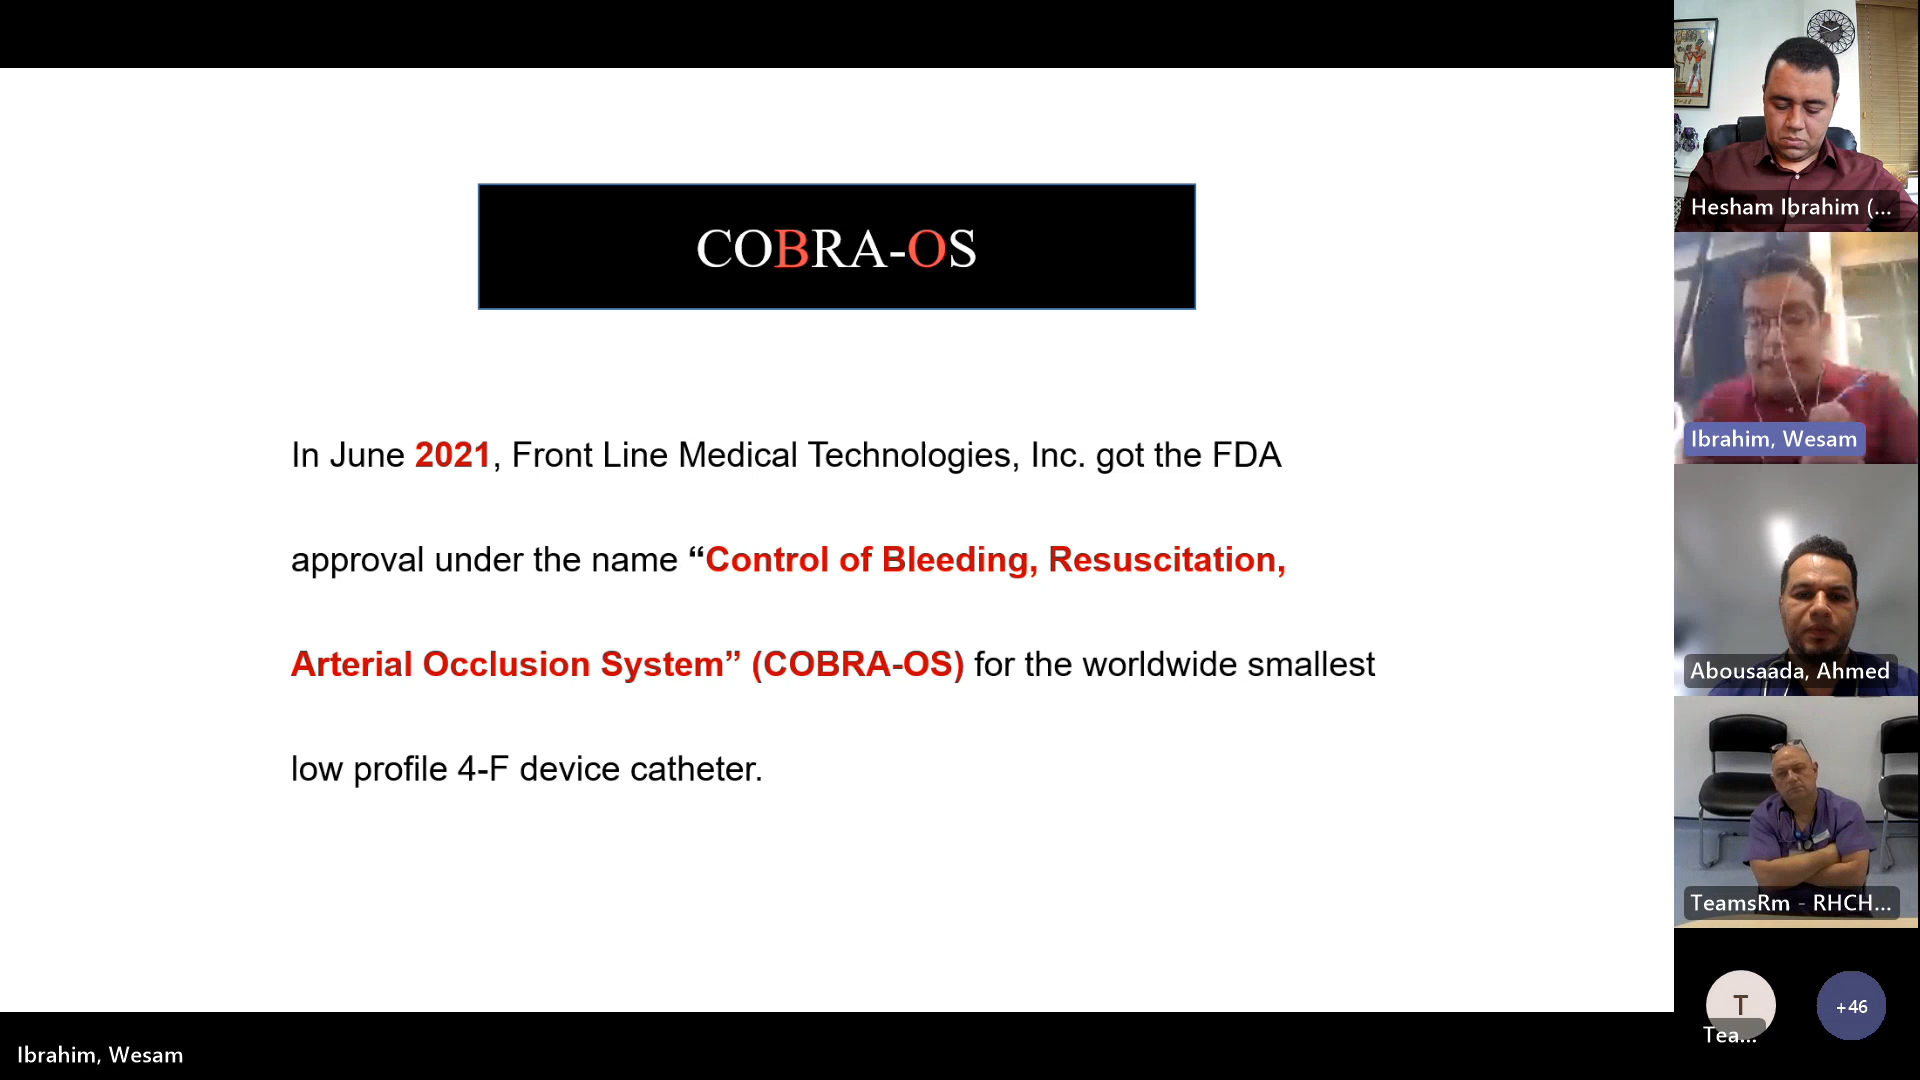 COBRA-OS
In June 2021, Front Line Medical Technologies, Inc. got the FDA
approval under the name “Control of Bleeding, Resuscitation,
Arterial Occlusion System” (COBRA-OS) for the worldwide smallest
low profile 4-F device catheter.
Hesham Ibrahim (...
Ibrahim, Wesam
Abousaada, Ahmed
TeamsRm - RHCH...
T
Tea...
+46
Ibrahim, Wesam